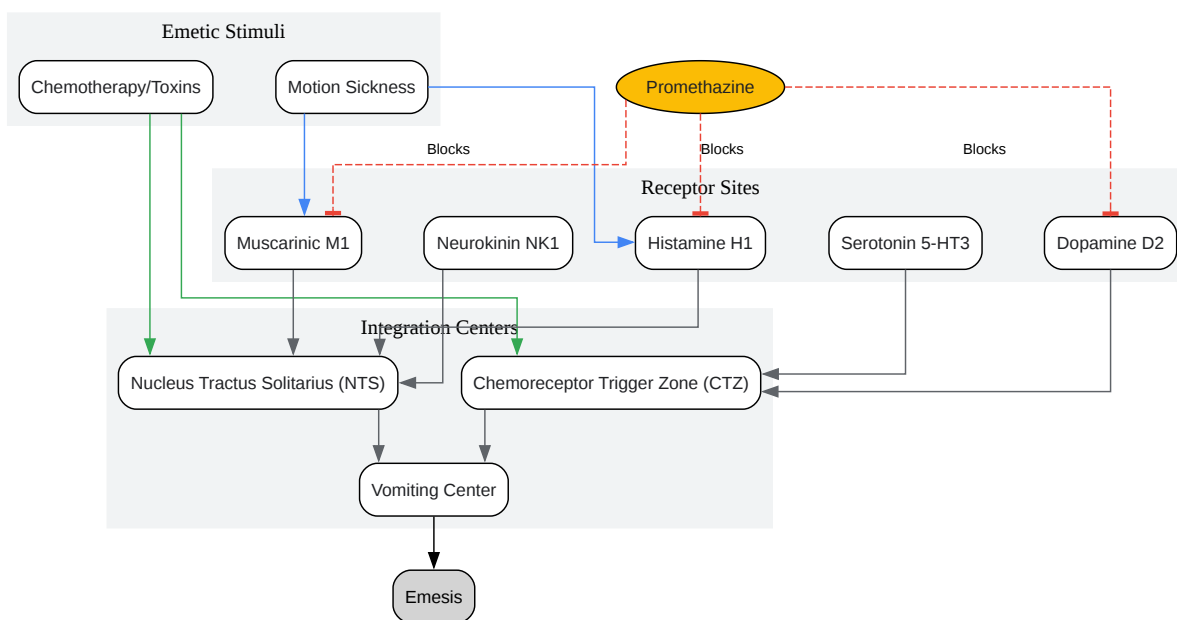 Emetic Stimuli
Chemotherapy/Toxins
Motion Sickness
Promethazine
Blocks
Blocks
Blocks
Receptor Sites
Muscarinic M1
Neurokinin NK1
Histamine H1
Serotonin 5-HT3
Dopamine D2
Integration Centers
Nucleus Tractus Solitarius (NTS)
Chemoreceptor Trigger Zone (CTZ)
Vomiting Center
Emesis